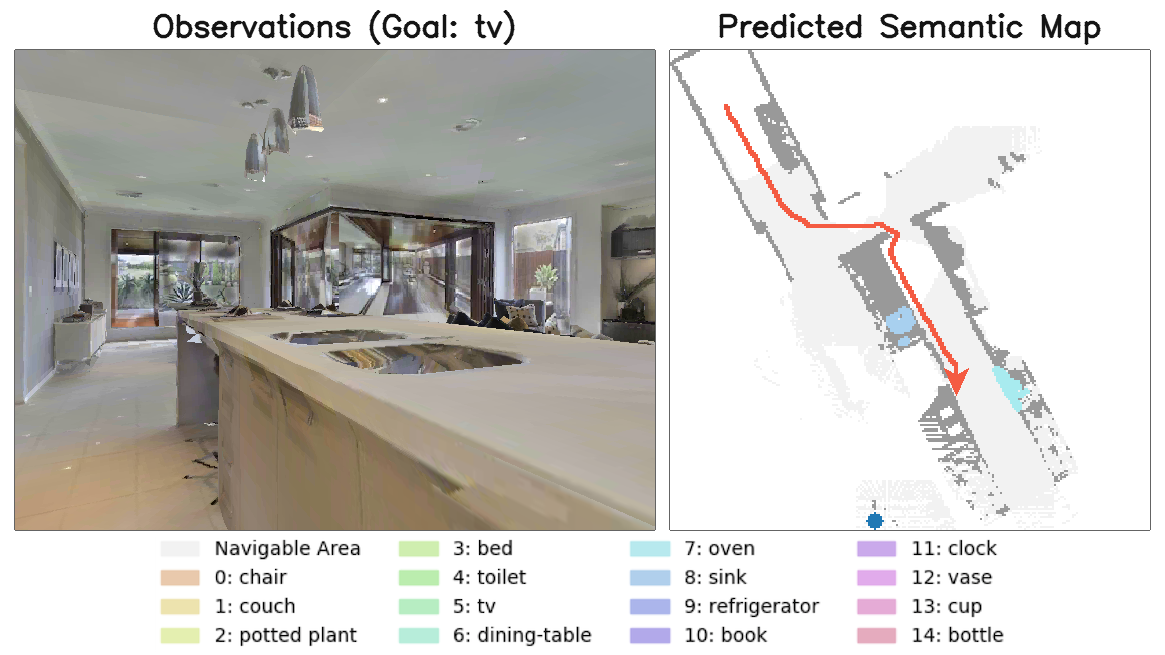 Observations (Goal: tv)
Predicted Semantic Map
Navigable Area
0: chair
1: couch
2: potted plant
3: bed
4: toilet
5: tv
6: dining-table
7: oven
8: sink
9: refrigerator
10: book
11: clock
12: vase
13: cup
14: bottle